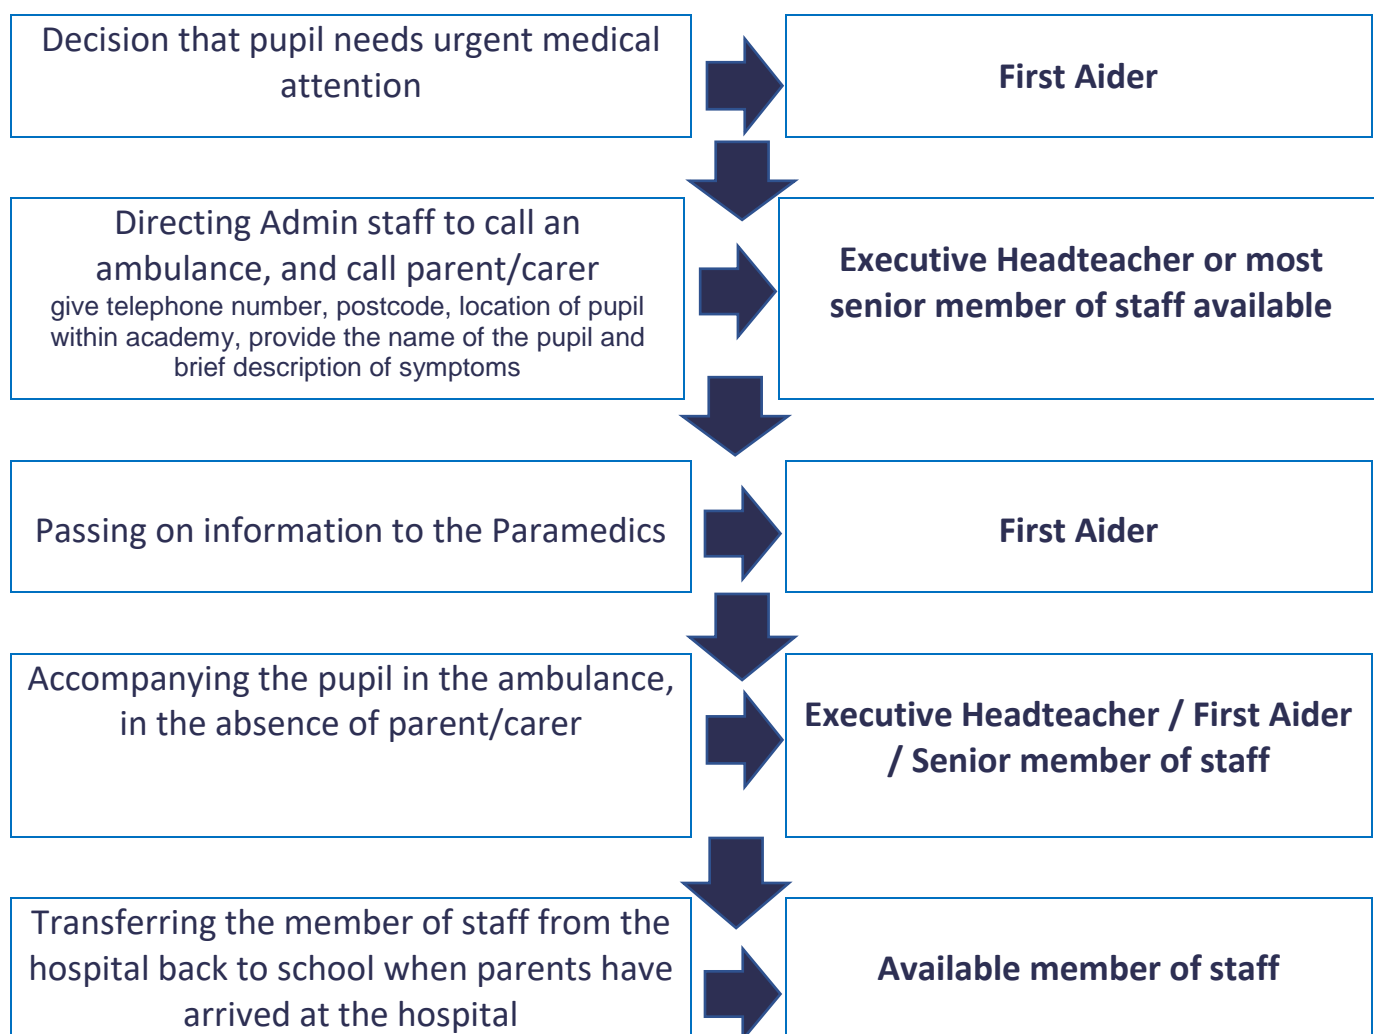 Decision that pupil needs urgent medical
attention
First Aider
Directing Admin staff to call an
ambulance, and call parent/carer
give telephone number, postcode, location of pupil
within academy, provide the name of the pupil and
brief description of symptoms
Executive Headteacher or most
senior member of staff available
Passing on information to the Paramedics
First Aider
Accompanying the pupil in the ambulance,
in the absence of parent/carer
Executive Headteacher / First Aider
/ Senior member of staff
Transferring the member of staff from the
hospital back to school when parents have
arrived at the hospital
Available member of staff